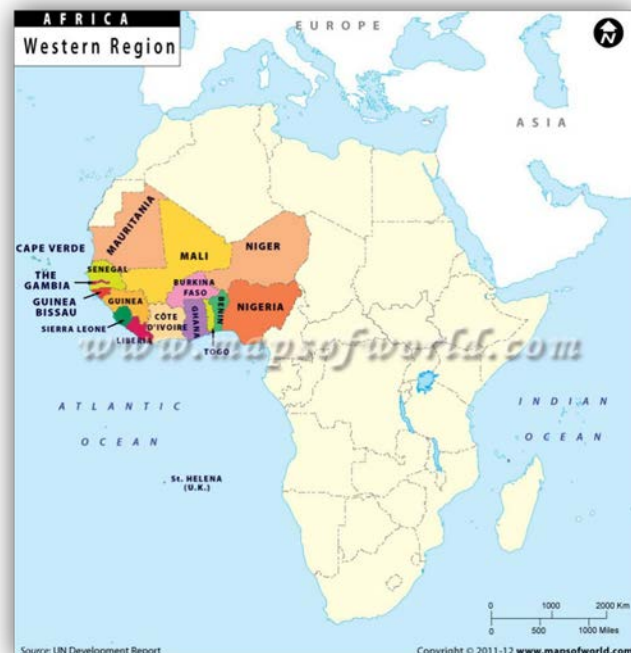 AFRICA
Western Region
EUROPE
N
ASIA
MAURITANIA
CAPE VERDE
MALI
NIGER
SENEGAL
THE
GAMBIA
BURKINA
FASO
GUINEA
BISSAU
GUINEA
NIGERIA
BENIN
CÔTE
D'IVOIRE
GHANA
SIERRA LEONE
LIBERIA
TOGO
www.mapsofworld.com
ATLANTIC
OCEAN
INDIAN
OCEAN
St. HELENA
(U.K.)
0 1000 2000 Km
0 500 1000 Miles
Source: UN Development Report
Copyright © 2011-12 www.mapsofworld.com